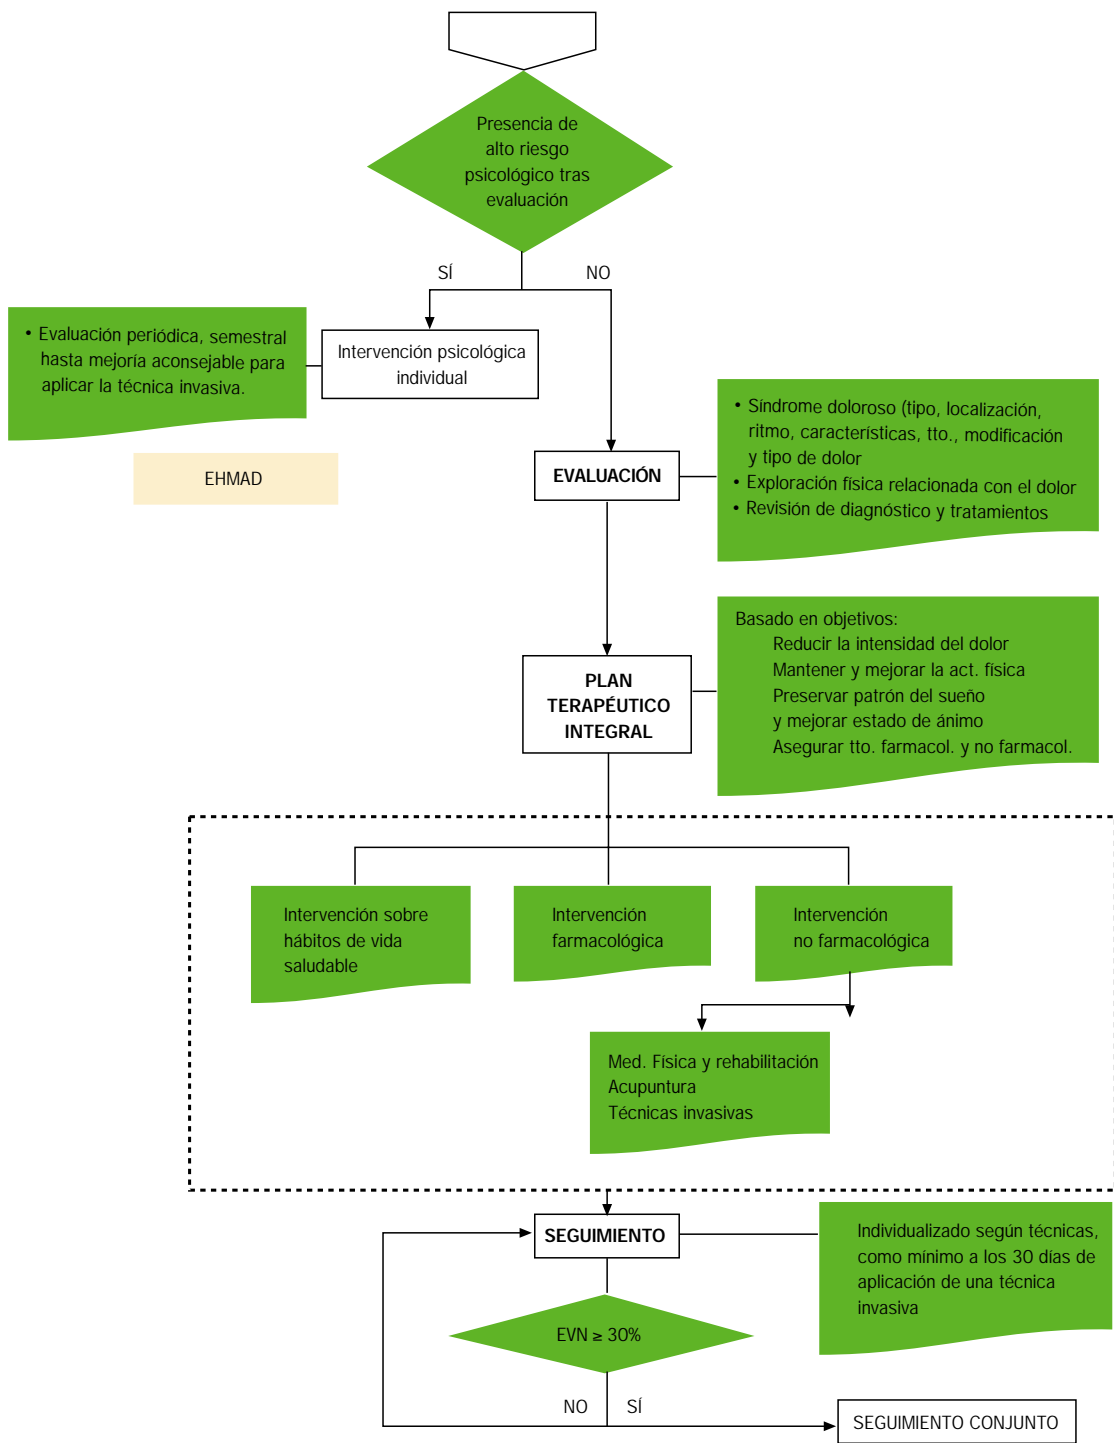 Presencia de
alto riesgo
psicológico tras
evaluación
SÍ
NO
• Evaluación periódica, semestral
hasta mejoría aconsejable para
aplicar la técnica invasiva.
Intervención psicológica
individual
EHMAD
EVALUACIÓN
• Síndrome doloroso (tipo, localización,
ritmo, características, tto., modificación
y tipo de dolor
• Exploración física relacionada con el dolor
• Revisión de diagnóstico y tratamientos
PLAN
TERAPÉUTICO
INTEGRAL
Basado en objetivos:
Reducir la intensidad del dolor
Mantener y mejorar la act. física
Preservar patrón del sueño
y mejorar estado de ánimo
Asegurar tto. farmacol. y no farmacol.
Intervención sobre
hábitos de vida
saludable
Intervención
farmacológica
Intervención
no farmacológica
Med. Física y rehabilitación
Acupuntura
Técnicas invasivas
SEGUIMIENTO
Individualizado según técnicas,
como mínimo a los 30 días de
aplicación de una técnica
invasiva
EVN ≥ 30%
NO
SÍ
SEGUIMIENTO CONJUNTO